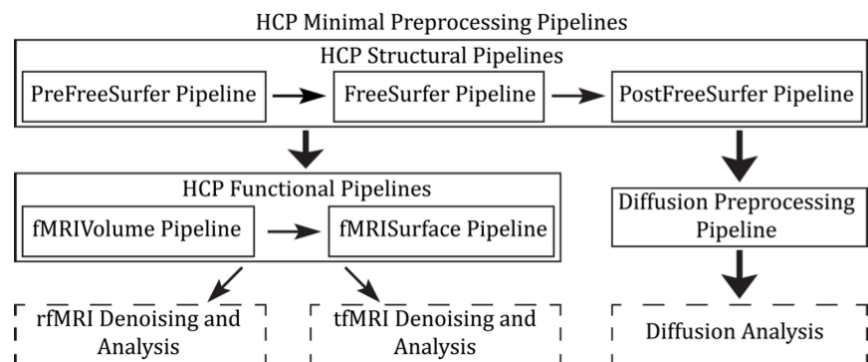 HCP Minimal Preprocessing Pipelines
HCP Structural Pipelines
PreFreeSurfer Pipeline
FreeSurfer Pipeline
PostFreeSurfer Pipeline
HCP Functional Pipelines
fMRIVolume Pipeline
fMRISurface Pipeline
Diffusion Preprocessing
Pipeline
rfMRI Denoising and
Analysis
tfMRI Denoising and
Analysis
Diffusion Analysis